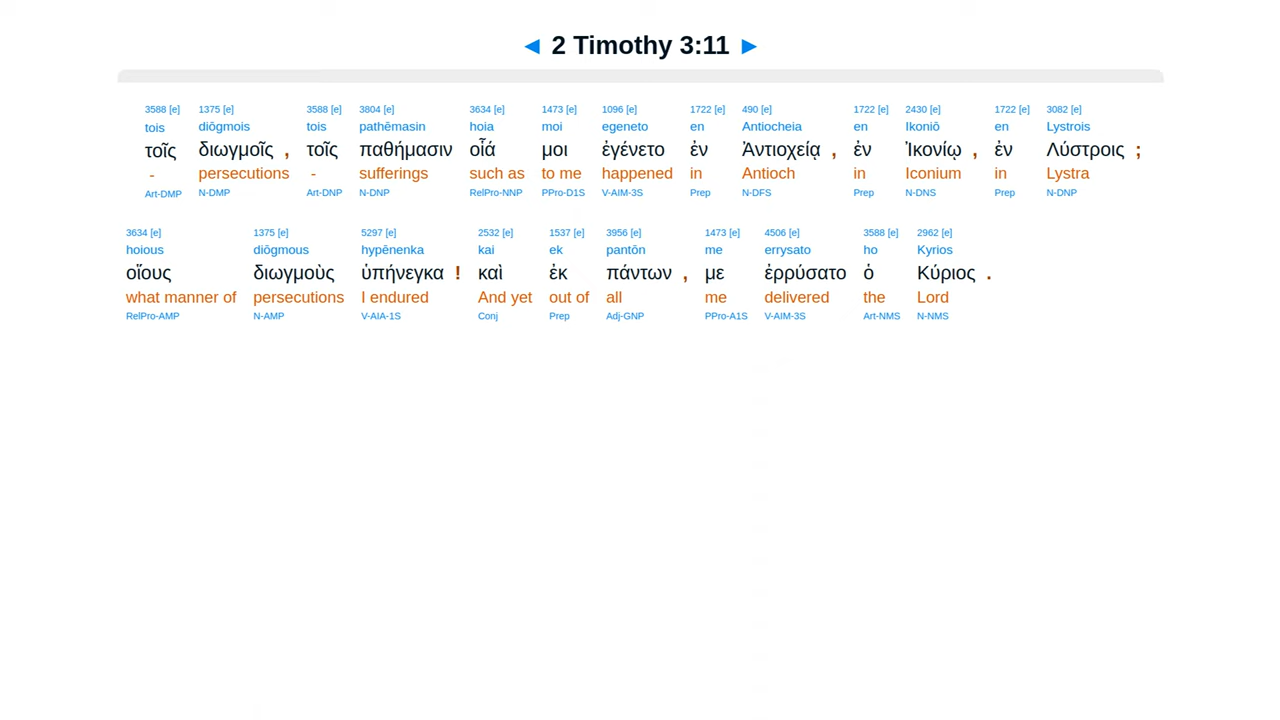 ◄ 2 Timothy 3:11 ►
3588 [e] 1375 [e] 3588 [e] 3804 [e] 3634 [e] 1473 [e] 1096 [e] 1722 [e] 490 [e] 1722 [e] 2430 [e] 1722 [e] 3082 [e]
tois diōgmois tois pathēmasin hoia moi egeneto en Antiocheia en Ikoniō en Lystrois
τοῖς διωγμοῖς , τοῖς παθήμασιν οἷά μοι ἐγένετο ἐν Ἀντιοχείᾳ , ἐν Ἰκονίῳ , ἐν Λύστροις ;
- persecutions - sufferings such as to me happened in Antioch in Iconium in Lystra
Art-DMP N-DMP Art-DNP N-DNP RelPro-NNP PPro-D1S V-AIM-3S Prep N-DFS Prep N-DNS Prep N-DNP
3634 [e] 1375 [e] 5297 [e] 2532 [e] 1537 [e] 3956 [e] 1473 [e] 4506 [e] 3588 [e] 2962 [e]
hoious diōgmous hypēnenka kai ek pantōn me errysato ho Kyrios
οἵους διωγμοὺς ὑπήνεγκα ! καὶ ἐκ πάντων , με ἐρρύσατο ὁ Κύριος .
what manner of persecutions I endured And yet out of all me delivered the Lord
RelPro-AMP N-AMP V-AIA-1S Conj Prep Adj-GNP PPro-A1S V-AIM-3S Art-NMS N-NMS